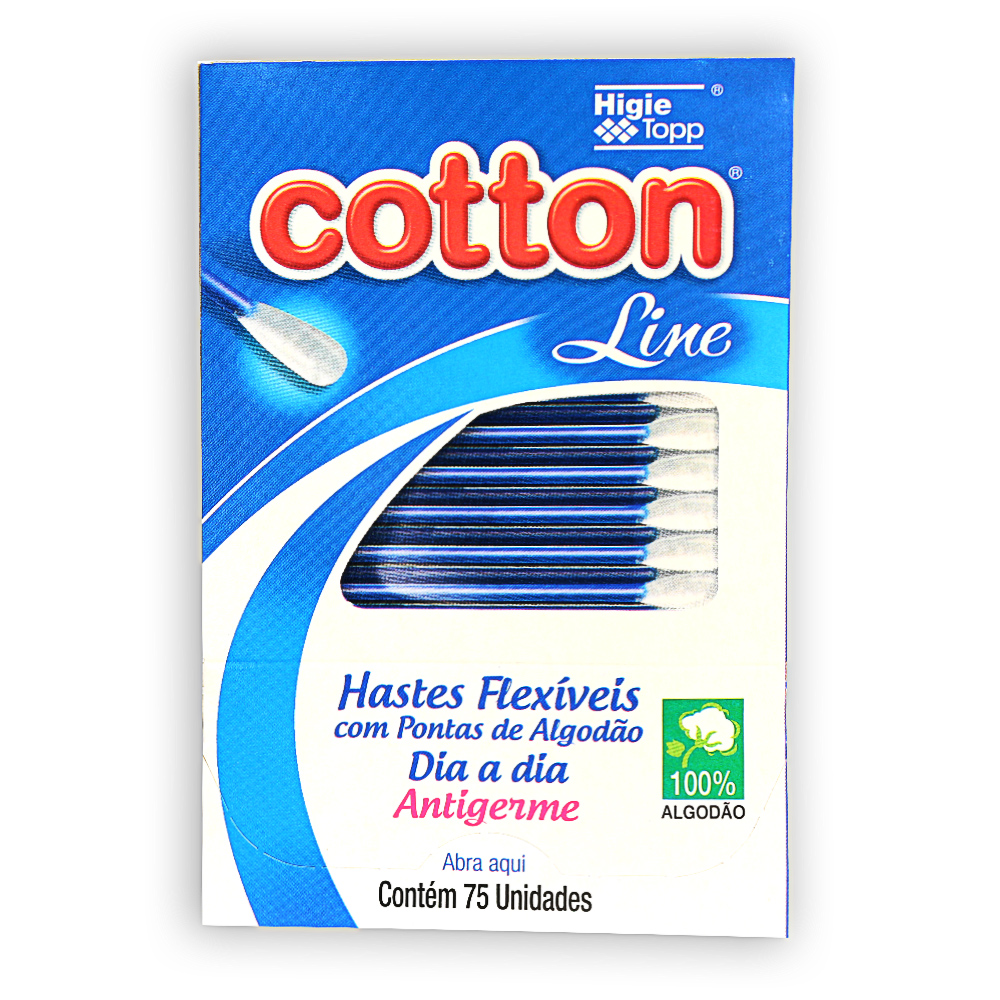 Higie
Topp ®
cotton ®
Line
Hastes Flexíveis
com Pontas de Algodão
Dia a dia
Antigerme
100%
ALGODÃO
Abra aqui
Contém 75 Unidades